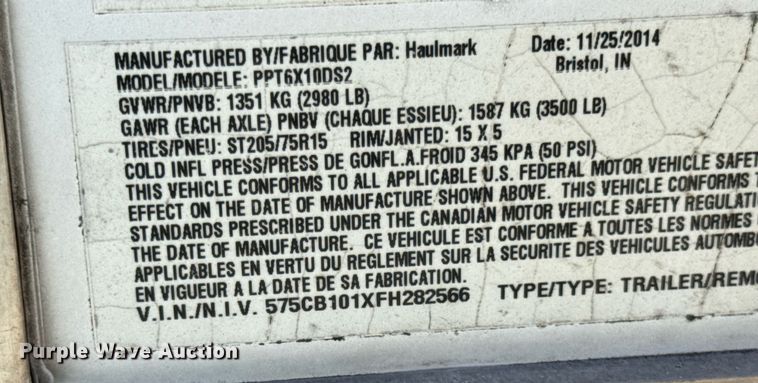 MANUFACTURED BY/FABRIQUE PAR: Haulmark Date: 11/25/2014
MODEL/MODELE: PPT6X10DS2 Bristol, IN
GVWR/PNVB: 1351 KG (2980 LB)
GAWR (EACH AXLE) PNBV (CHAQUE ESSIEU): 1587 KG (3500 LB)
TIRES/PNEU: ST205/75R15 RIM/JANTED: 15 X 5
COLD INFL PRESS/PRESS DE GONFL.A.FROID 345 KPA (50 PSI)
THIS VEHICLE CONFORMS TO ALL APPLICABLE U.S. FEDERAL MOTOR VEHICLE SAFET
EFFECT ON THE DATE OF MANUFACTURE SHOWN ABOVE. THIS VEHICLE CONFORMS T
STANDARDS PRESCRIBED UNDER THE CANADIAN MOTOR VEHICLE SAFETY REGULATI
THE DATE OF MANUFACTURE. CE VEHICULE EST CONFORME A TOUTES LES NORMES
APPLICABLES EN VERTU DU REGLEMENT SUR LA SECURITE DES VEHICULES AUTOMB
EN VIGUEUR A LA DATE DE SA FABRICATION.
V.I.N./N.I.V. 575CB101XFH282566 TYPE/TYPE: TRAILER/REMO
Purple Wave Auction